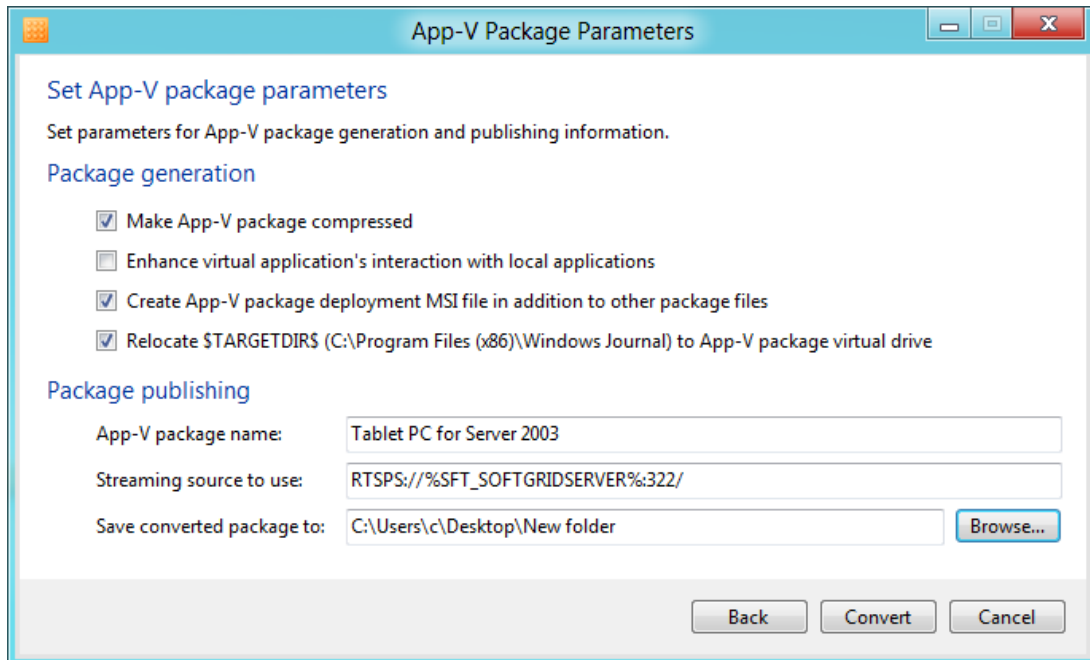 App-V Package Parameters
Set App-V package parameters
Set parameters for App-V package generation and publishing information.
Package generation
Make App-V package compressed
Enhance virtual application's interaction with local applications
Create App-V package deployment MSI file in addition to other package files
Relocate $TARGETDIR$ (C:\Program Files (x86)\Windows Journal) to App-V package virtual drive
Package publishing
App-V package name: Tablet PC for Server 2003
Streaming source to use: RTSPS://%SFT_SOFTGRIDSERVER%:322/
Save converted package to: C:\Users\c\Desktop\New folder Browse...
Back Convert Cancel